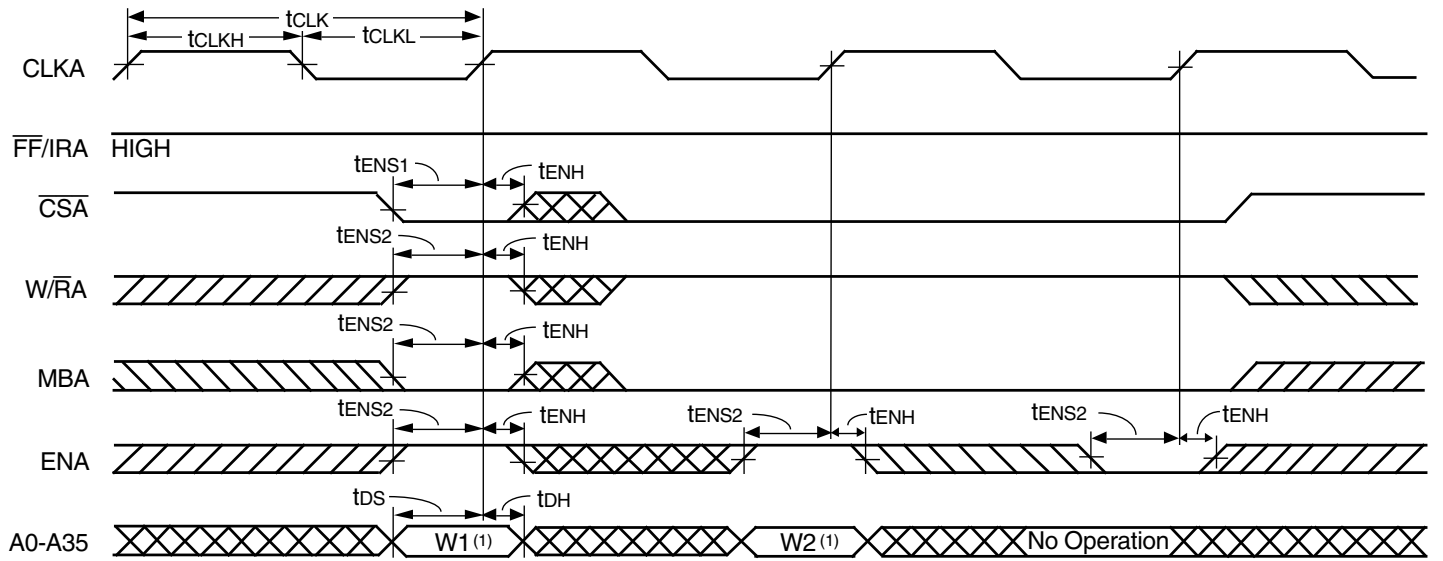 tCLK
tCLKH tCLKL
CLKA
FF/IRA HIGH
tENS1 tENH
CSA
tENS2 tENH
W/RA
tENS2 tENH
MBA
tENS2 tENH tENS2 tENH tENS2 tENH
ENA
tDS tDH
A0-A35 W1(1) W2(1) No Operation